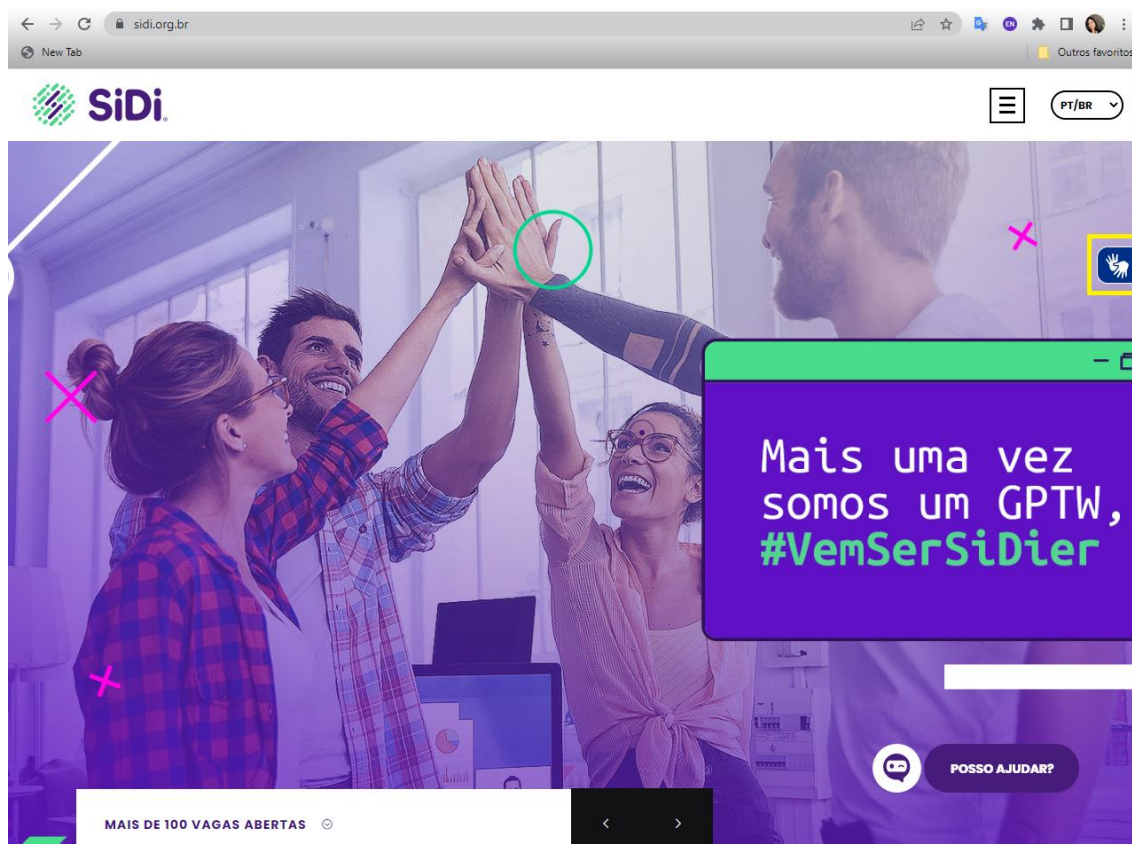 sidi.org.br
EN
New Tab
Outros favoritos
SiDi
PT/BR
Mais uma vez
somos um GPTW,
#VemSerSiDier
POSSO AJUDAR?
MAIS DE 100 VAGAS ABERTAS